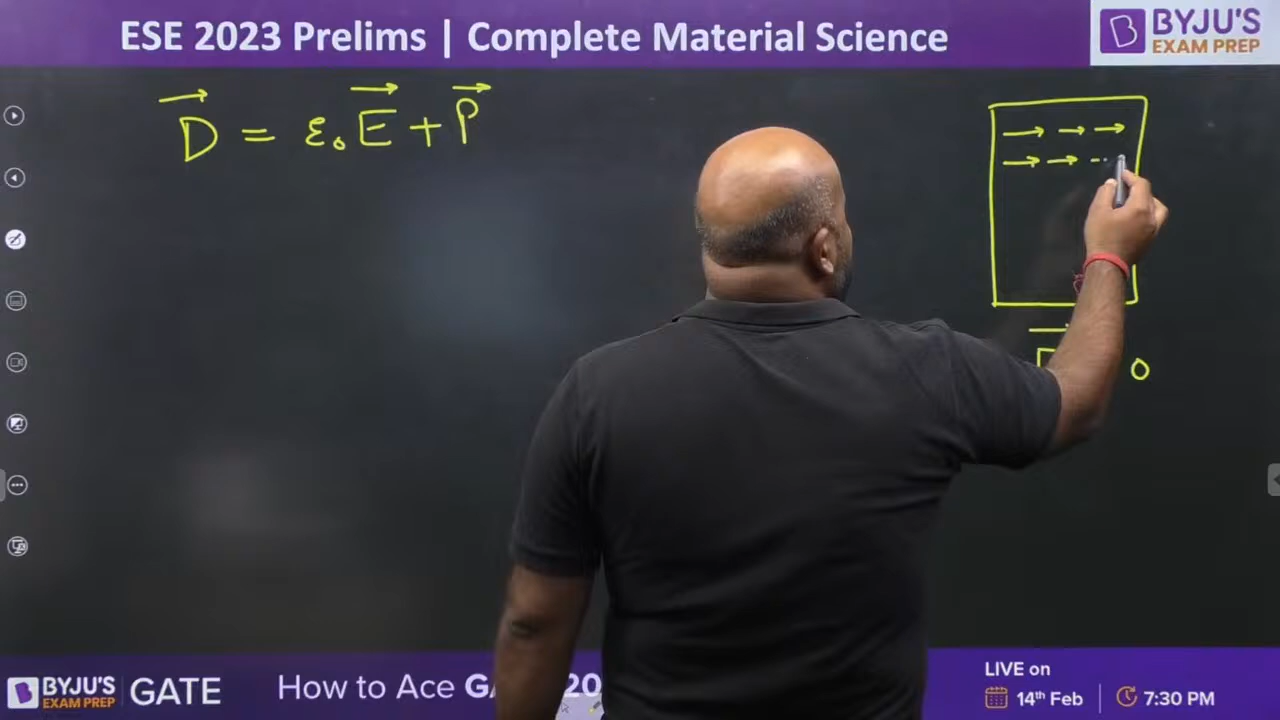 ESE 2023 Prelims | Complete Material Science
BYJU'S
EXAM PREP
D = ε₀ E + P
0
BYJU'S
EXAM PREP
GATE
How to Ace
LIVE on
14th Feb | 7:30 PM